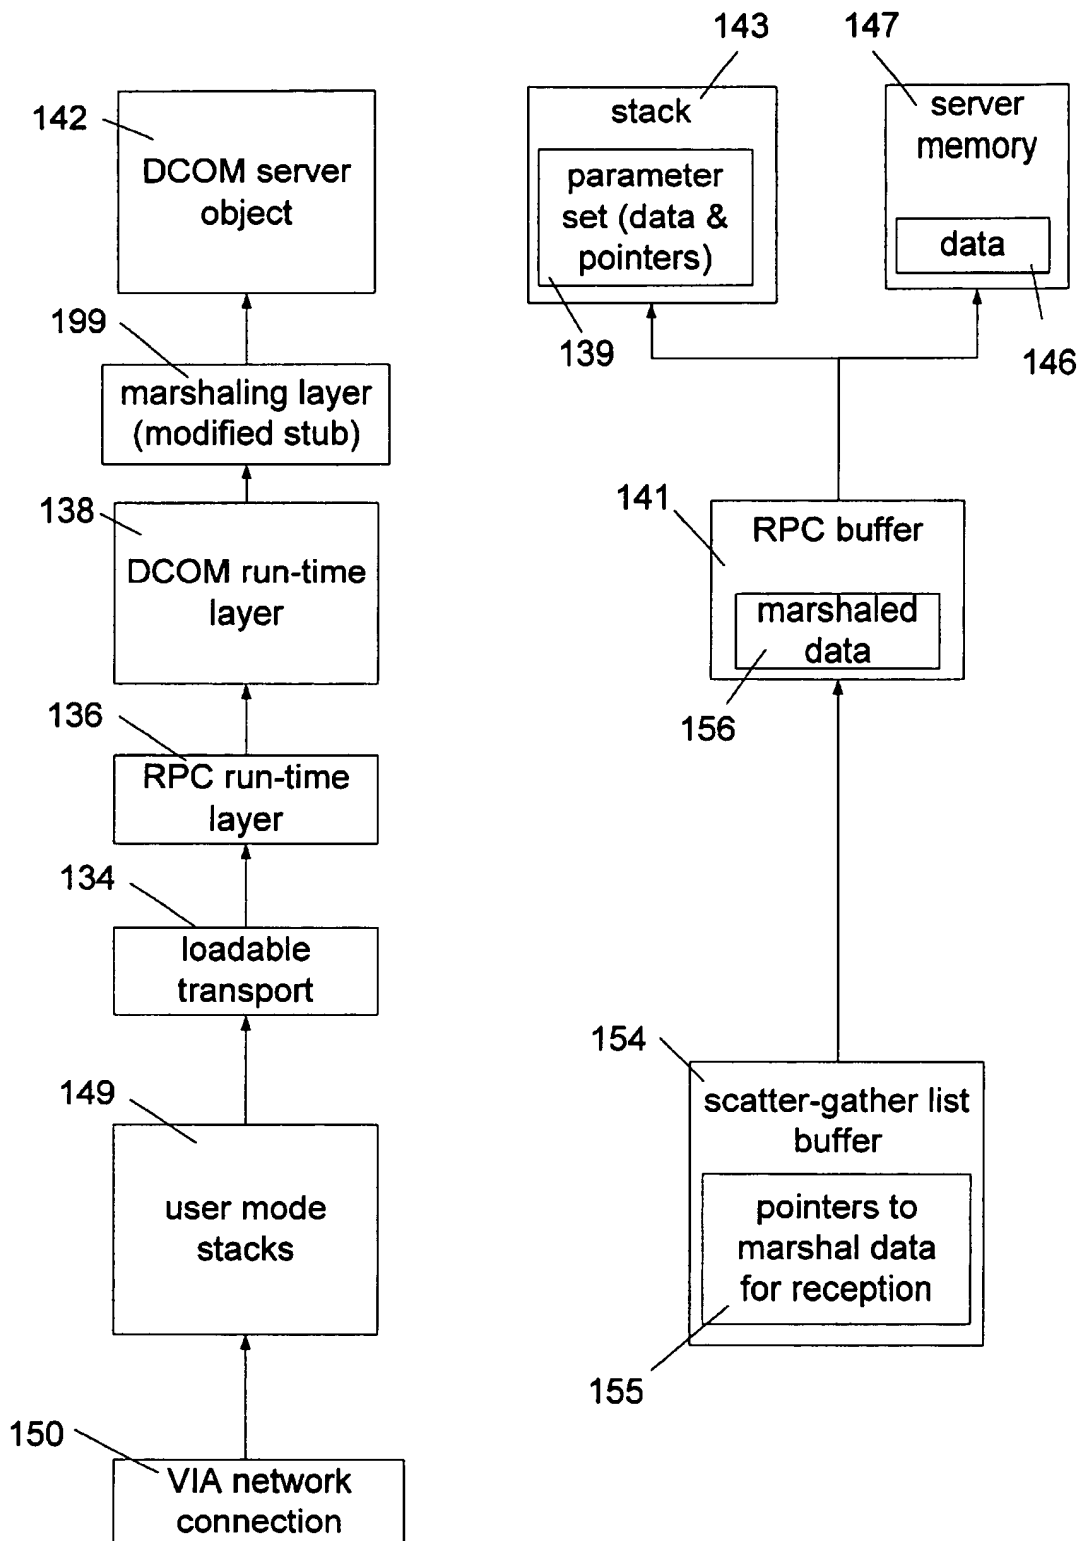 142
DCOM server
object
199
marshaling layer
(modified stub)
138
DCOM run-time
layer
136
RPC run-time
layer
134
loadable
transport
149
user mode
stacks
150
VIA network
connection
143
stack
parameter
set (data &
pointers)
139
147
server
memory
data
146
141
RPC buffer
marshaled
data
156
154
scatter-gather list
buffer
pointers to
marshal data
for reception
155